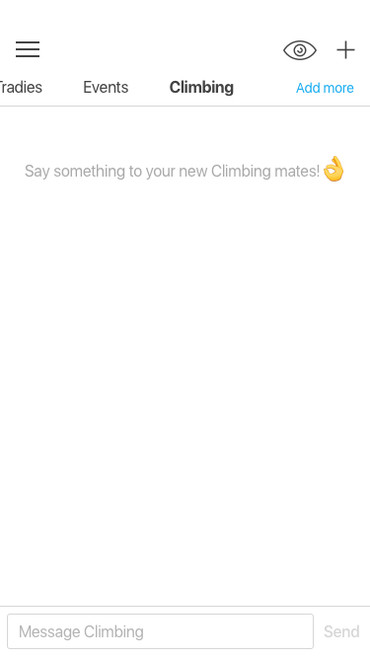 Tradies Events Climbing Add more
Say something to your new Climbing mates!👌
Message Climbing Send